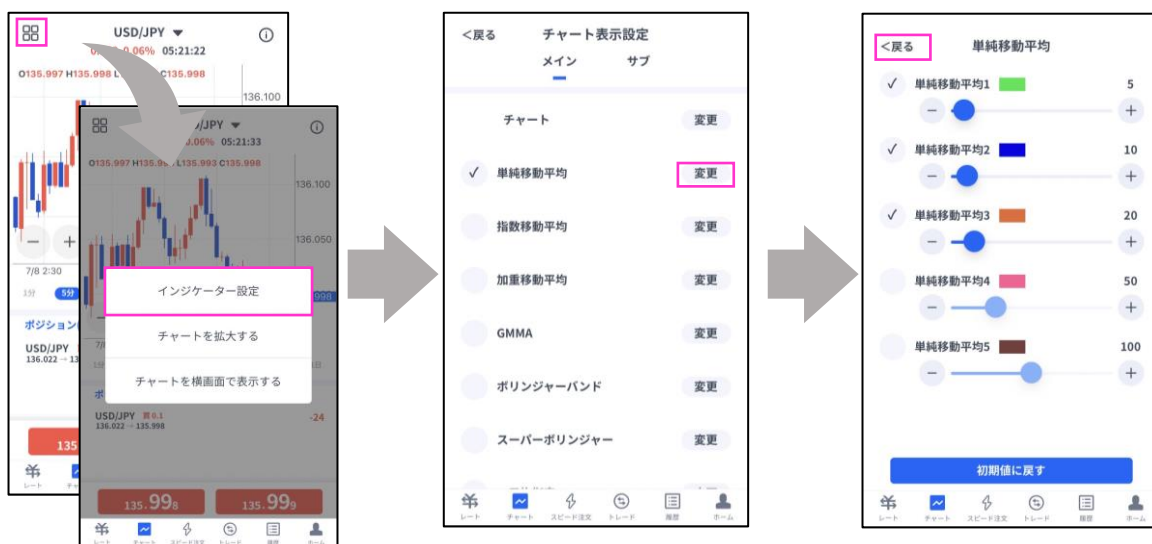 USD/JPY ▼
0.06% 05:21:22
O135.997 H135.998 L C135.998
136.100
7/8 2:30
1分 5分
ポジション
USD/JPY
136.022 → 13
135
レート
/JPY ▼
0.06% 05:21:33
O135.997 H135.99 L135.993 C135.998
136.100
136.050
998
インジケーター設定
チャートを拡大する
チャートを横画面で表示する
USD/JPY 買 0.1
136.022 → 135.998
-24
135.998 135.999
レート チャート スピード注文 トレード 履歴 ホーム
<戻る チャート表示設定
メイン サブ
チャート 変更
✓ 単純移動平均 変更
指数移動平均 変更
加重移動平均 変更
GMMA 変更
ボリンジャーバンド 変更
スーパーボリンジャー 変更
レート チャート スピード注文 トレード 履歴 ホーム
<戻る 単純移動平均
✓ 単純移動平均1 5
− +
✓ 単純移動平均2 10
− +
✓ 単純移動平均3 20
− +
単純移動平均4 50
− +
単純移動平均5 100
− +
初期値に戻す
レート チャート スピード注文 トレード 履歴 ホーム